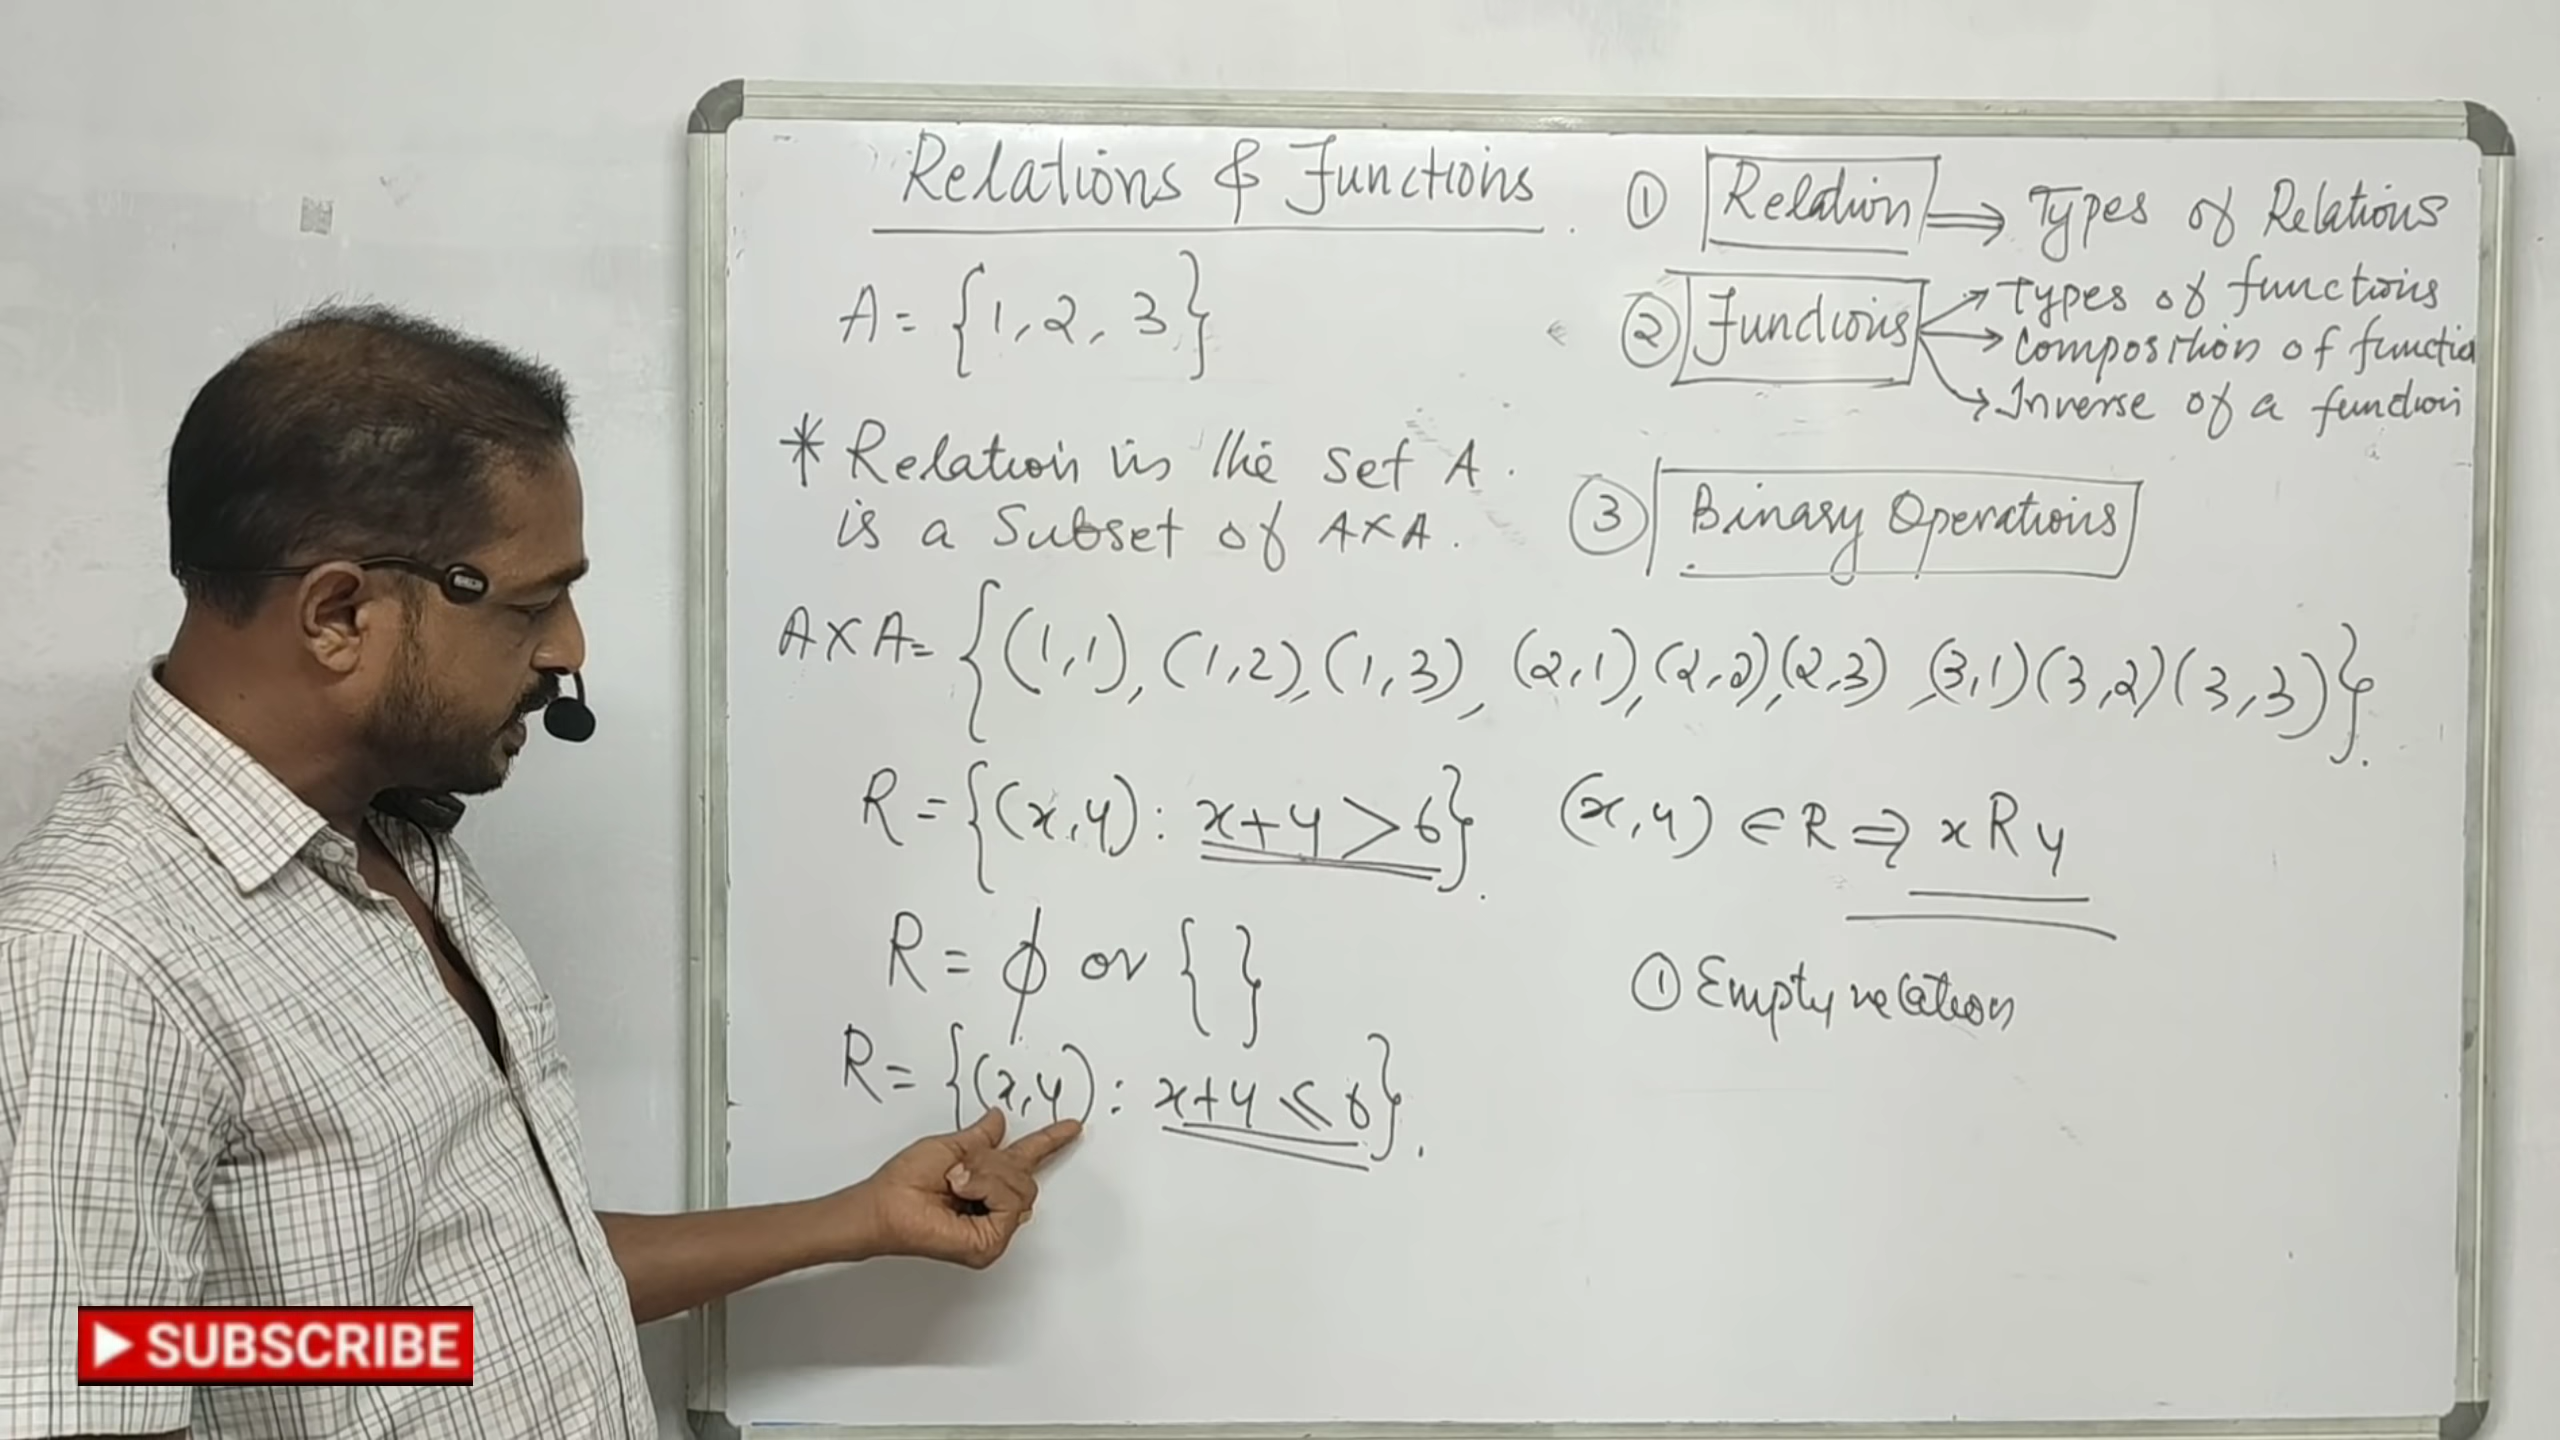 Relations & Functions
A = {1, 2, 3}
* Relation in the set A.
is a Subset of A×A.
① Relation ⇒ Types of Relations
② Functions → Types of functions
→ Composition of functio
→ Inverse of a function
③ Binary Operations
A×A = {(1,1), (1,2), (1,3), (2,1), (2,2), (2,3), (3,1) (3,2) (3,3)}.
R = {(x,y): x+y > 6}.
(x,y) ∈ R ⇒ x R y
R = ϕ or { }
① Empty relation
R = {(x,y): x+y ⩽ 6}.
SUBSCRIBE